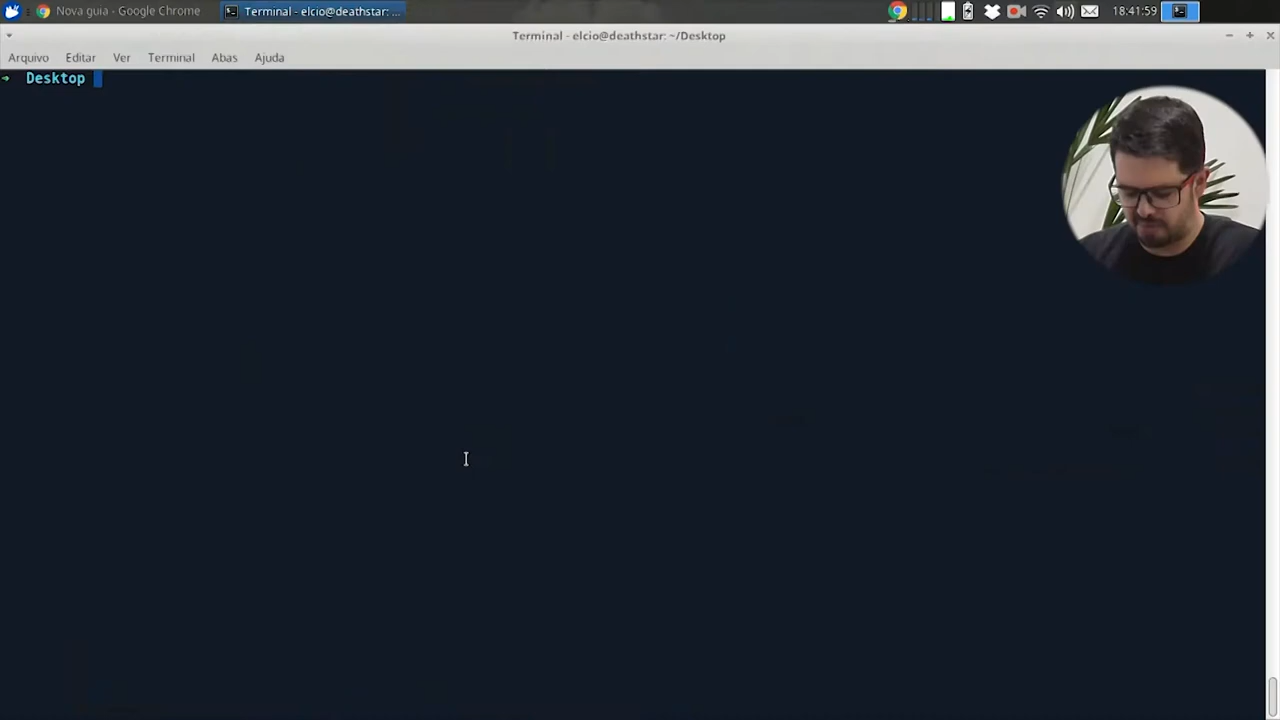 Nova guia - Google Chrome
Terminal - elcio@deathstar: ...
18:41:59
Terminal - elcio@deathstar: ~/Desktop
Arquivo Editar Ver Terminal Abas Ajuda
➜ Desktop